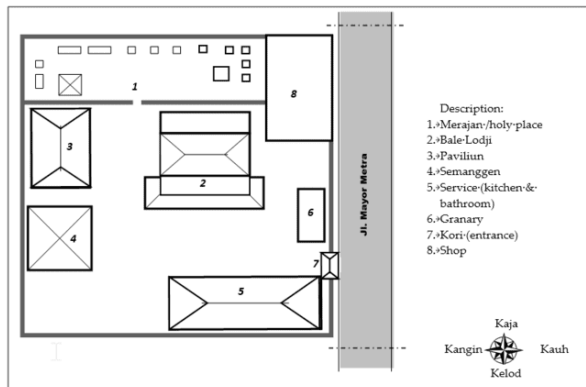 1
8
3
2
4
6
7
5
Jl. Mayor Metra
Description:
1.→Merajan·/holy·place
2.→Bale·Lodji
3.→Paviliun
4.→Semanggen
5.→Service·(kitchen·&·
bathroom)
6.→Granary
7.→Kori·(entrance)
8.→Shop
Kaja
Kangin
Kauh
Kelod